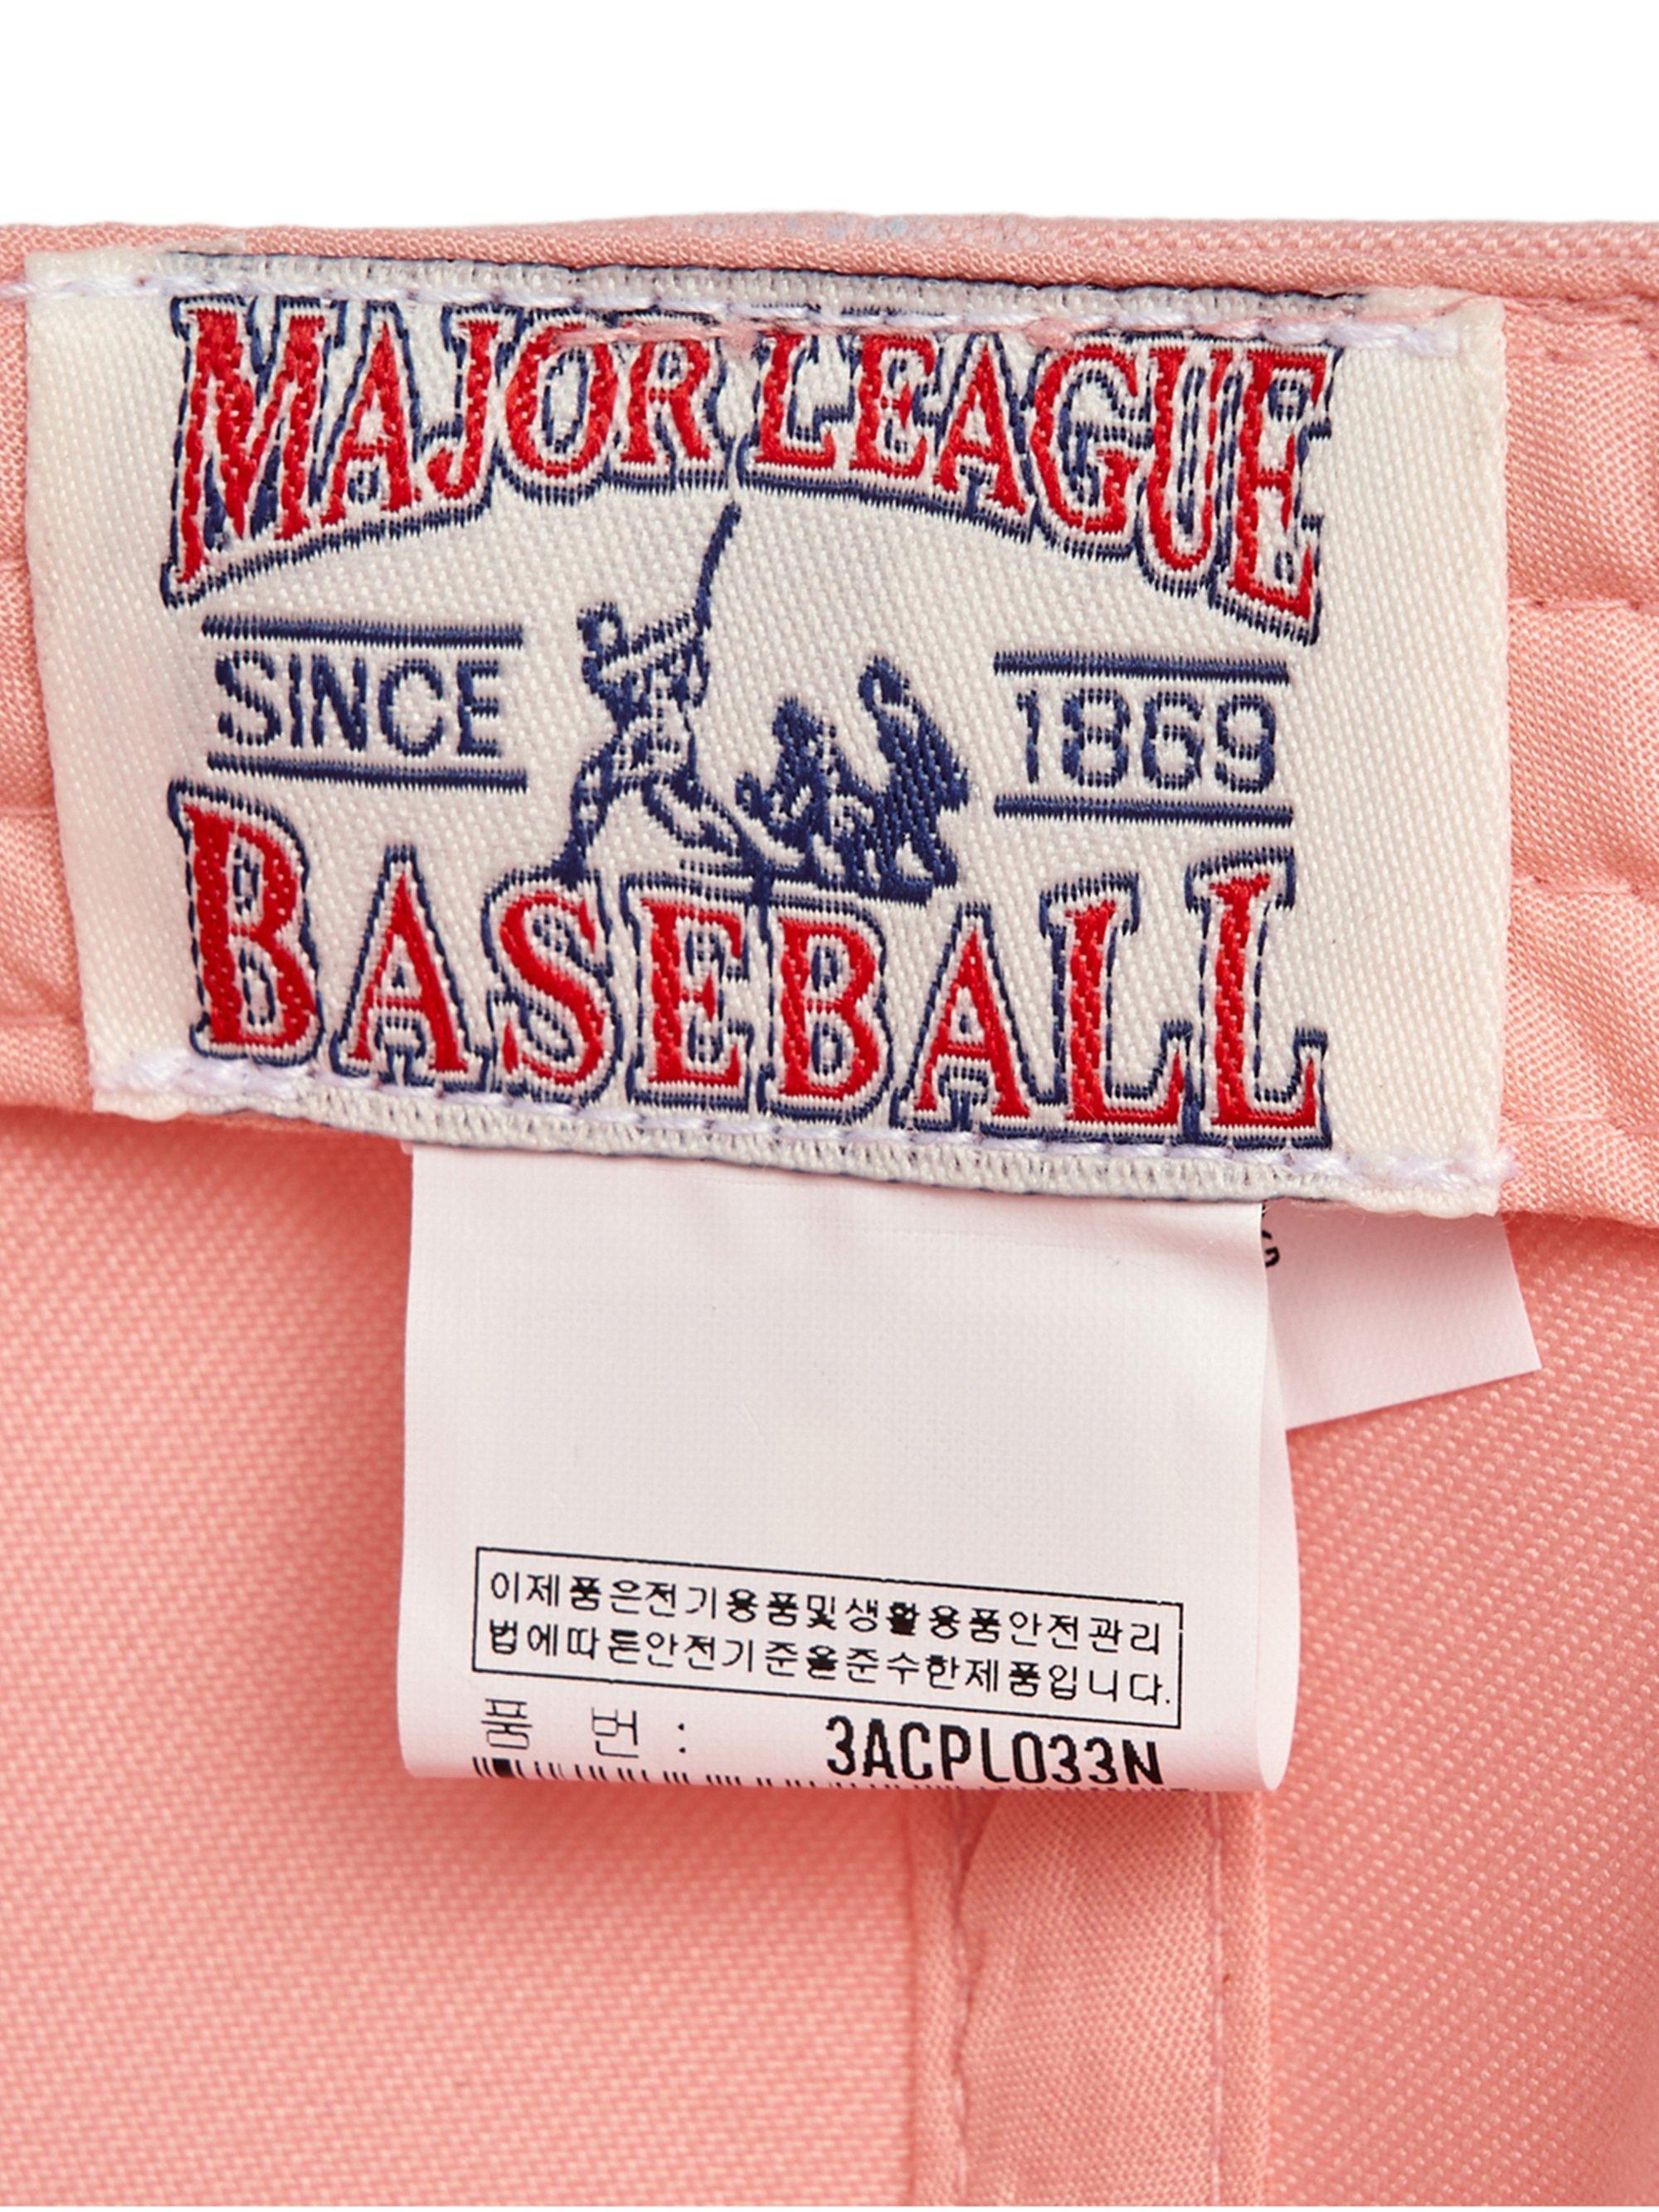 MAJOR LEAGUE
SINCE 1869
BASEBALL
G
이제품은전기용품및생활용품안전관리
법에따른안전기준을준수한제품입니다.
품 번 : 3ACPL033N